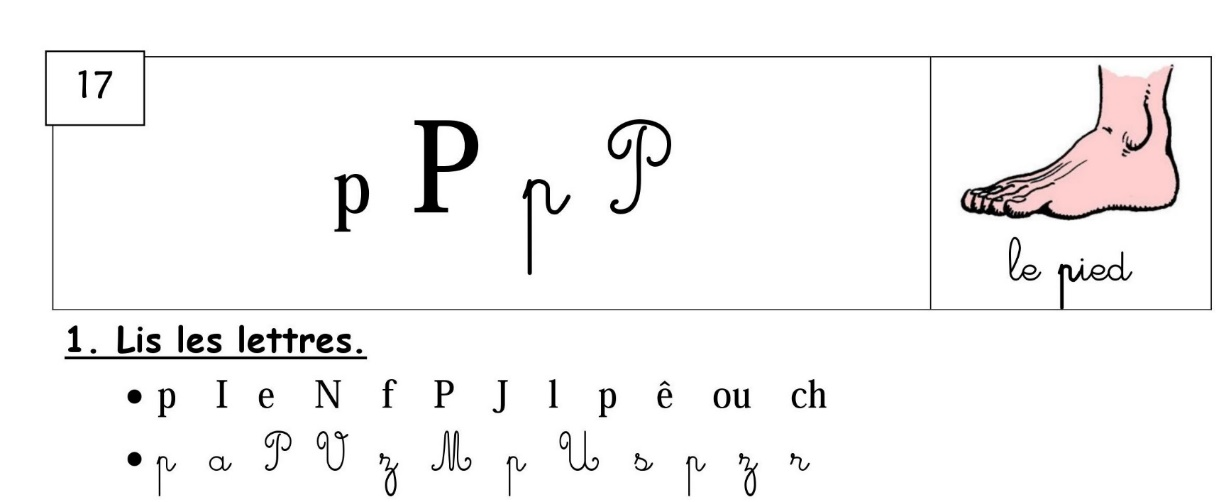 17
p P p P
le pied
1. Lis les lettres.
• p I e N f P J l p ê ou ch
• p a P V z M p U s p z r